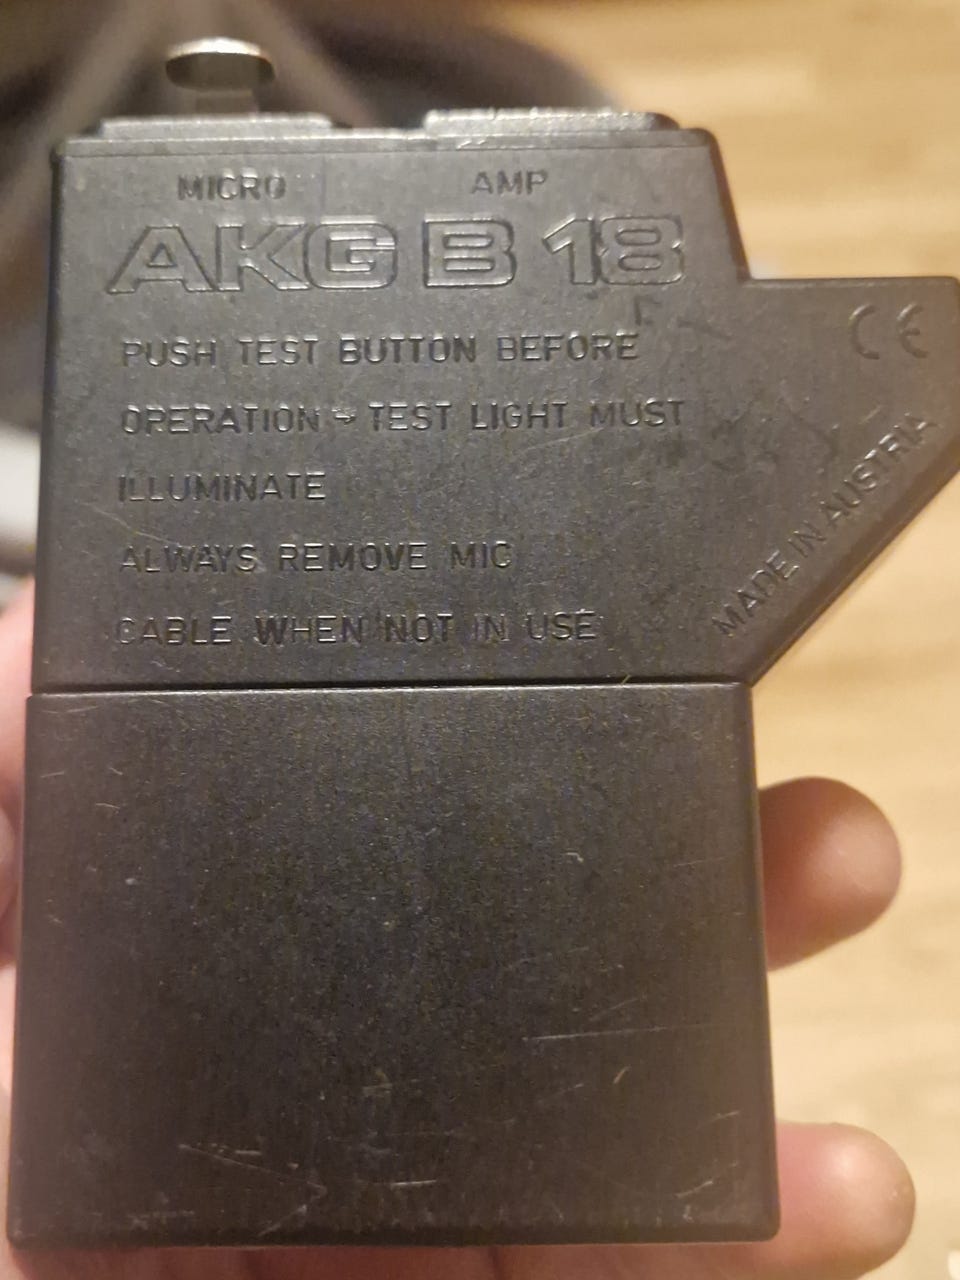 MICRO AMP
AKG B 18
PUSH TEST BUTTON BEFORE
OPERATION → TEST LIGHT MUST
ILLUMINATE
ALWAYS REMOVE MIC
CABLE WHEN NOT IN USE
CE
MADE IN AUSTRIA